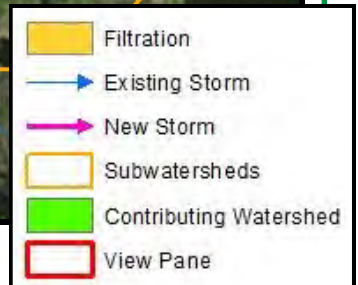 Filtration
Existing Storm
New Storm
Subwatersheds
Contributing Watershed
View Pane